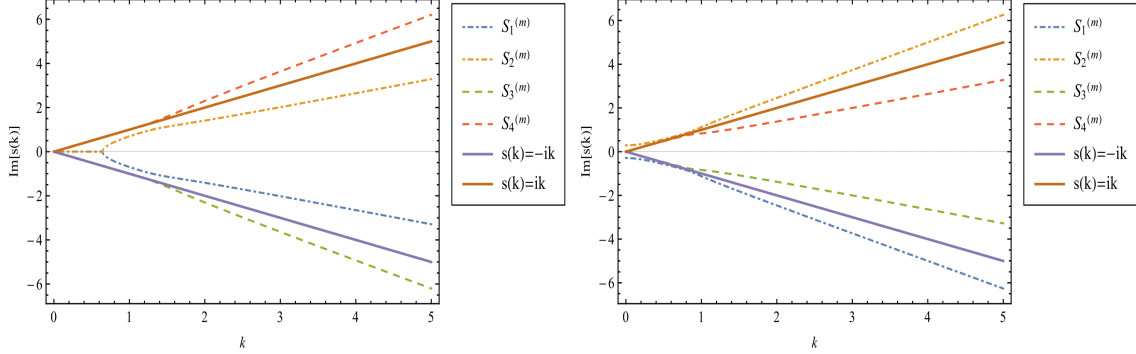 Im[s(k)]
6
4
2
0
−2
−4
−6
0
1
2
3
4
5
k
S₁⁽ᵐ⁾
S₂⁽ᵐ⁾
S₃⁽ᵐ⁾
S₄⁽ᵐ⁾
s(k)=−ik
s(k)=ik
Im[s(k)]
6
4
2
0
−2
−4
−6
0
1
2
3
4
5
k
S₁⁽ᵐ⁾
S₂⁽ᵐ⁾
S₃⁽ᵐ⁾
S₄⁽ᵐ⁾
s(k)=−ik
s(k)=ik